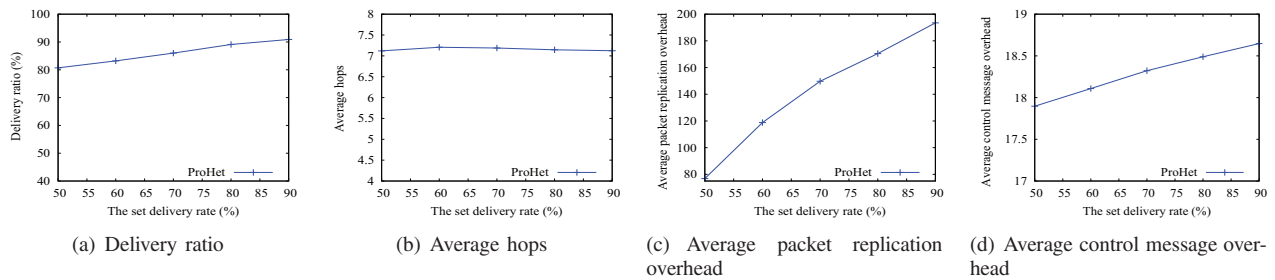 100
90
80
70
60
50
40
50 55 60 65 70 75 80 85 90
Delivery ratio (%)
The set delivery rate (%)
ProHet
(a) Delivery ratio
8
7.5
7
6.5
6
5.5
5
4.5
4
50 55 60 65 70 75 80 85 90
Average hops
The set delivery rate (%)
ProHet
(b) Average hops
200
180
160
140
120
100
80
50 55 60 65 70 75 80 85 90
Average packet replication overhead
The set delivery rate (%)
ProHet
(c) Average packet replication
overhead
19
18.5
18
17.5
17
50 55 60 65 70 75 80 85 90
Average control message overhead
The set delivery rate (%)
ProHet
(d) Average control message over-
head